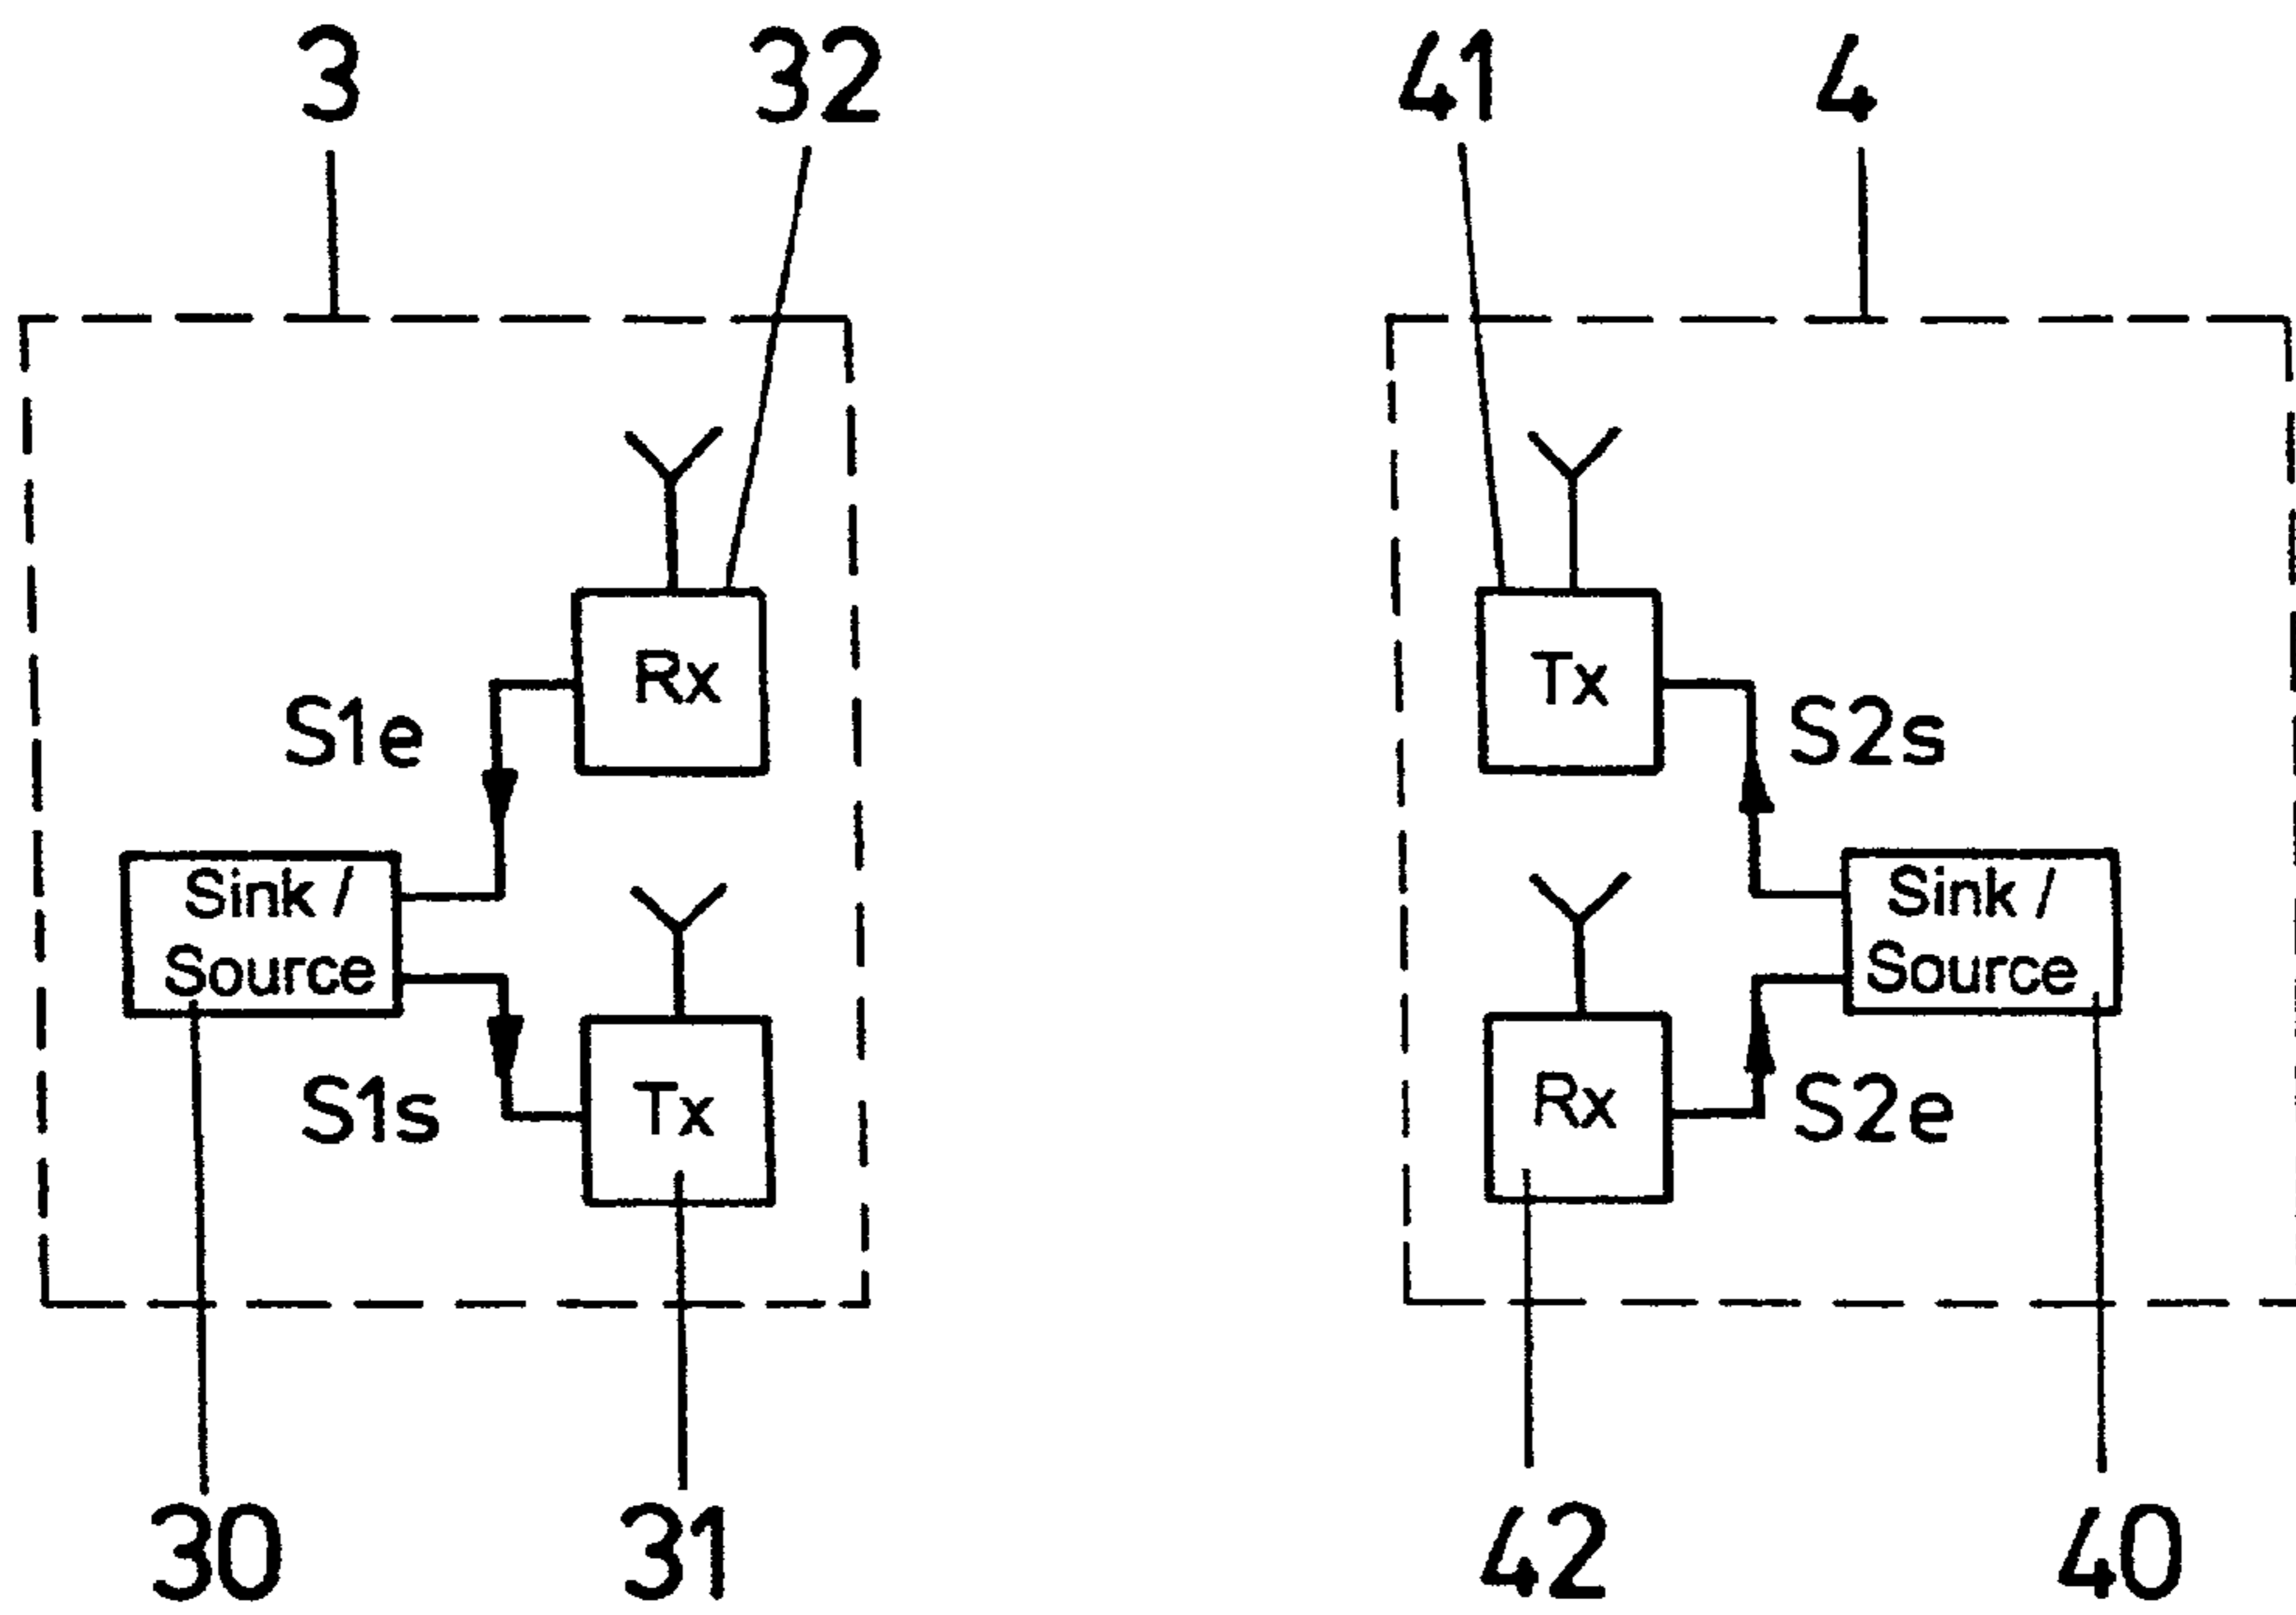 3 32 41 4
Rx Tx
S1e S2s
Sink / Sink /
Source Source
S1s Tx Rx S2e
30 31 42 40